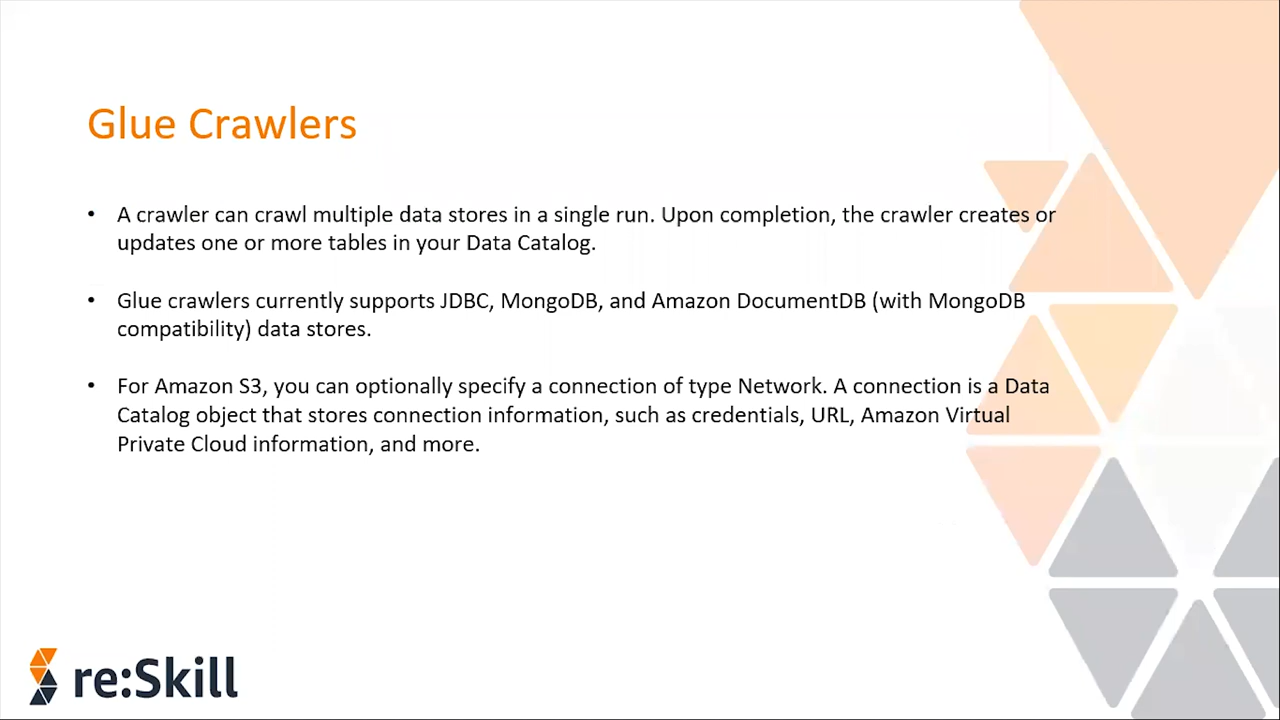 Glue Crawlers
• A crawler can crawl multiple data stores in a single run. Upon completion, the crawler creates or
updates one or more tables in your Data Catalog.
• Glue crawlers currently supports JDBC, MongoDB, and Amazon DocumentDB (with MongoDB
compatibility) data stores.
• For Amazon S3, you can optionally specify a connection of type Network. A connection is a Data
Catalog object that stores connection information, such as credentials, URL, Amazon Virtual
Private Cloud information, and more.
re:Skill